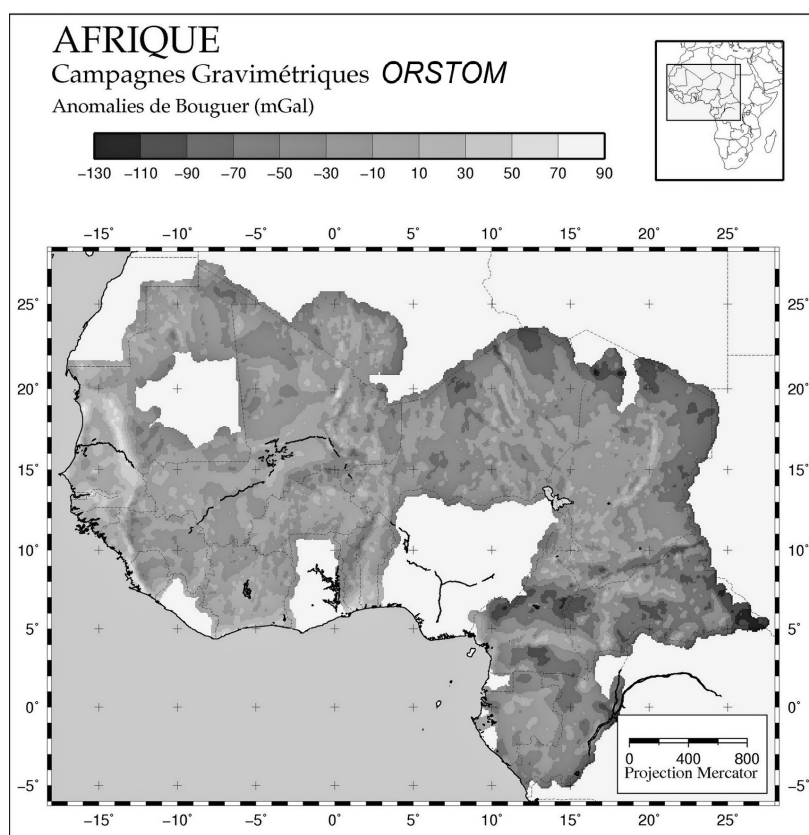 AFRIQUE
Campagnes Gravimétriques ORSTOM
Anomalies de Bouguer (mGal)
−130 −110 −90 −70 −50 −30 −10 10 30 50 70 90
−15° −10° −5° 0° 5° 10° 15° 20° 25°
25° 25°
20° 20°
15° 15°
10° 10°
5° 5°
0° 0°
0 400 800
Projection Mercator
−5° −5°
−15° −10° −5° 0° 5° 10° 15° 20° 25°